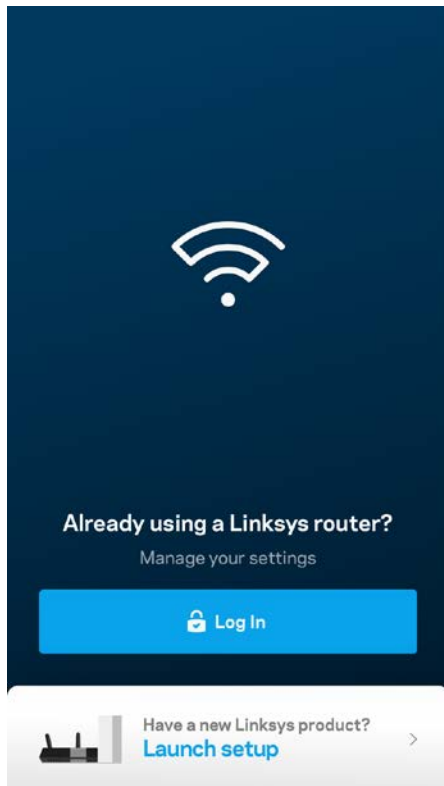 Already using a Linksys router?
Manage your settings
Log In
Have a new Linksys product?
Launch setup